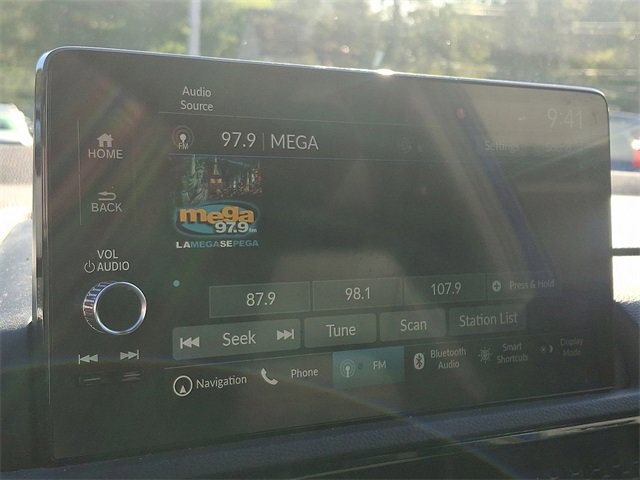 Audio
Source
9:41
HOME
FM
97.9 | MEGA
Settings
mega
97.9 fm
LAMEGASEPEGA
BACK
VOL
AUDIO
87.9
98.1
107.9
Press & Hold
Seek
Tune
Scan
Station List
Navigation
Phone
FM
Bluetooth
Audio
Smart
Shortcuts
Display
Mode